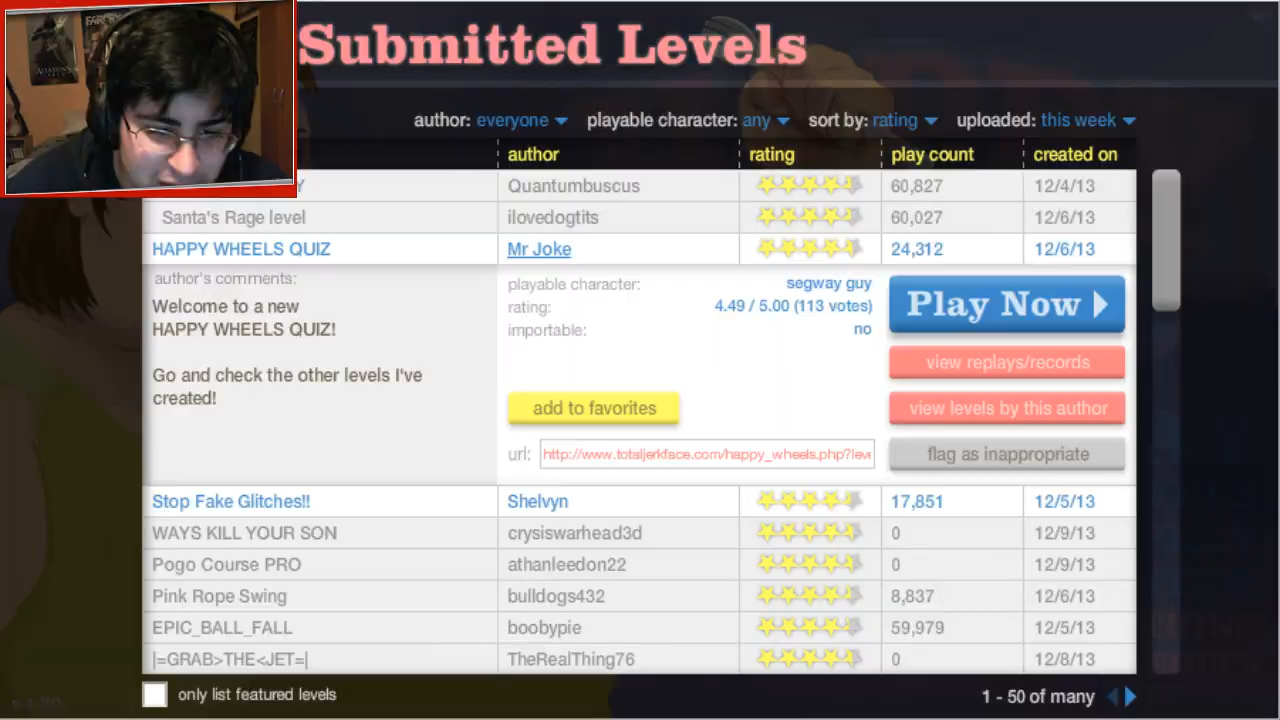 Submitted Levels
author: everyone playable character: any sort by: rating uploaded: this week
author rating play count created on
Y Quantumbuscus 60,827 12/4/13
Santa's Rage level ilovedogtits 60,027 12/6/13
HAPPY WHEELS QUIZ Mr Joke 24,312 12/6/13
author's comments:
Welcome to a new
HAPPY WHEELS QUIZ!
Go and check the other levels I've
created!
playable character: segway guy
rating: 4.49 / 5.00 (113 votes)
importable: no
add to favorites
url: http://www.totaljerkface.com/happy_wheels.php?leve
Play Now
view replays/records
view levels by this author
flag as inappropriate
Stop Fake Glitches!! Shelvyn 17,851 12/5/13
WAYS KILL YOUR SON crysiswarhead3d 0 12/9/13
Pogo Course PRO athanleedon22 0 12/9/13
Pink Rope Swing bulldogs432 8,837 12/6/13
EPIC_BALL_FALL boobypie 59,979 12/5/13
|=GRAB>THE<JET=| TheRealThing76 0 12/8/13
only list featured levels 1 - 50 of many